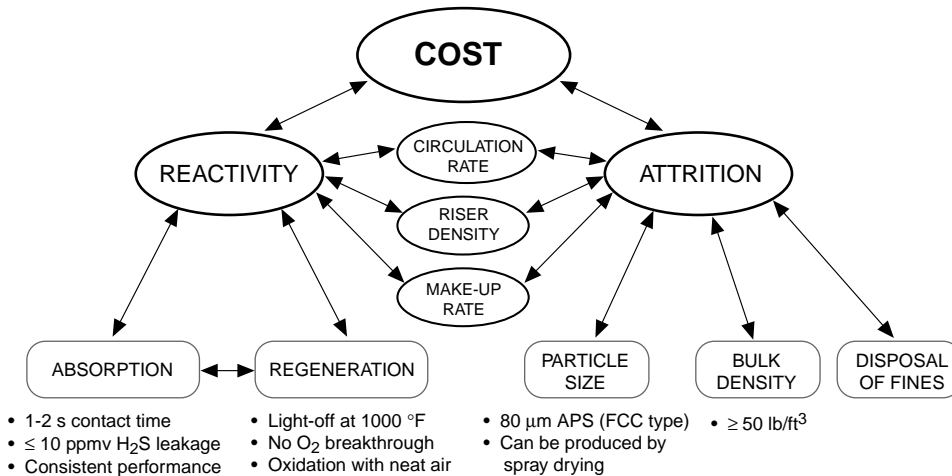 COST
REACTIVITY
CIRCULATION
RATE
ATTRITION
RISER
DENSITY
MAKE-UP
RATE
ABSORPTION
REGENERATION
PARTICLE
SIZE
BULK
DENSITY
DISPOSAL
OF FINES
• 1-2 s contact time
• ≤ 10 ppmv H₂S leakage
• Consistent performance
• Light-off at 1000 °F
• No O₂ breakthrough
• Oxidation with neat air
• 80 μm APS (FCC type)
• Can be produced by
spray drying
• ≥ 50 lb/ft³